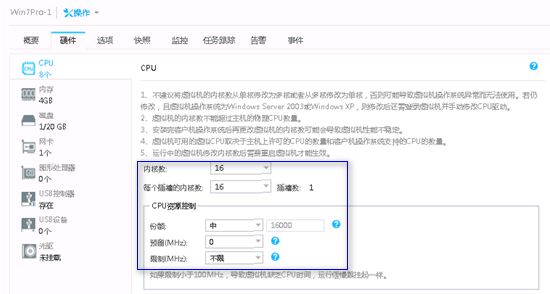 Win7Pro-1 操作
概要 硬件 选项 快照 监控 任务跟踪 告警 事件
CPU
8个
内存
4GB
磁盘
1/20 GB
网卡
1个
图形处理器
0个
USB控制器
存在
USB设备
0个
光驱
未挂载
CPU
1、不建议将虚拟机的内核数从单核修改为多核或者从多核修改为单核，否则可能导致虚拟机操作系统异常而无法使用。若仍
修改，且虚拟机操作系统为Windows Server 2003或Windows XP，则修改后还需登录虚拟机并手动修改CPU驱动。
2、虚拟机的内核数不能超过主机的物理CPU数量。
3、安装完客户机操作系统后再更改虚拟机的内核数可能会导致虚拟机性能不稳定。
4、虚拟机可用的虚拟CPU取决于主机上许可的CPU的数量和客户机操作系统支持的CPU的数量。
5、运行中的虚拟机修改内核数后需要重启虚拟机才能生效。
内核数: 16
每个插槽的内核数: 16 插槽数: 1
CPU资源控制
份额: 中 16000
预留(MHz): 0
限制(MHz): 不限
如果限制小于100MHz，导致虚拟机缺乏CPU时间，运行缓慢跟挂起一样。